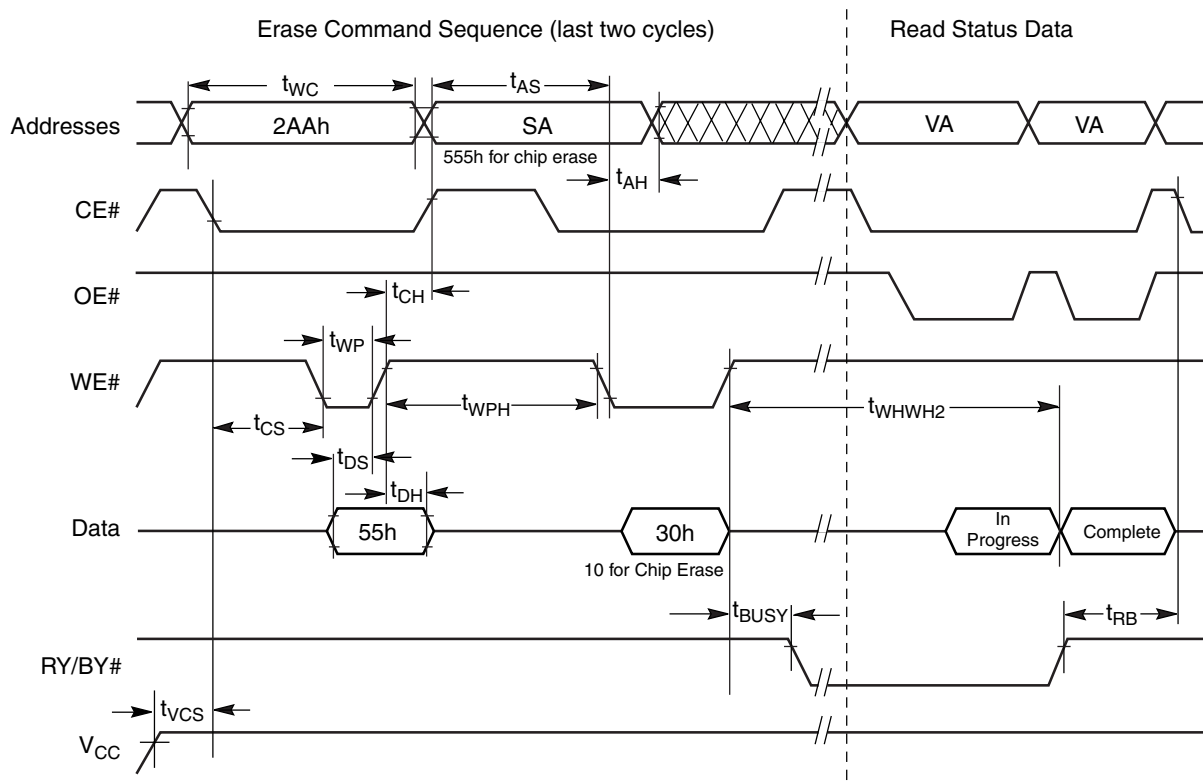 Erase Command Sequence (last two cycles)
Read Status Data
tWC
tAS
Addresses
2AAh
SA
VA
VA
555h for chip erase
tAH
CE#
OE#
tCH
tWP
WE#
tWPH
tWHWH2
tCS
tDS
tDH
Data
55h
30h
In
Progress
Complete
10 for Chip Erase
tBUSY
tRB
RY/BY#
tVCS
VCC